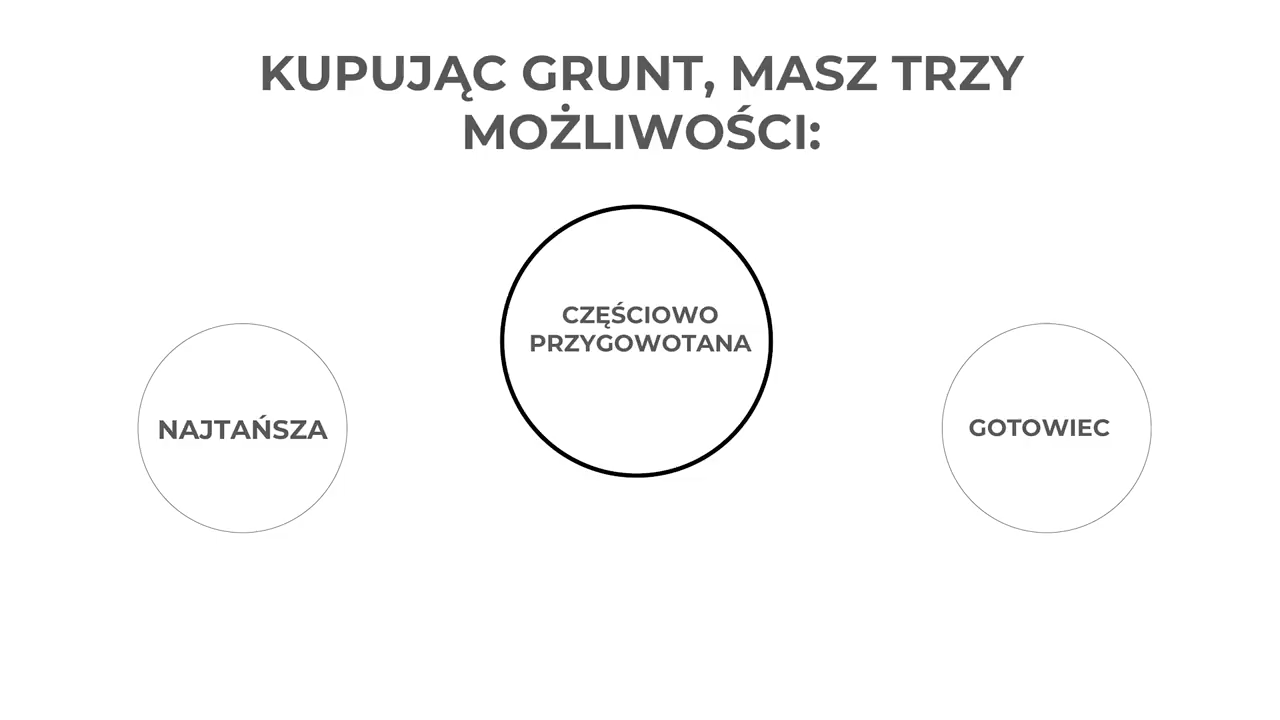 KUPUJĄC GRUNT, MASZ TRZY
MOŻLIWOŚCI:
CZĘŚCIOWO
PRZYGOWOTANA
NAJTAŃSZA
GOTOWIEC